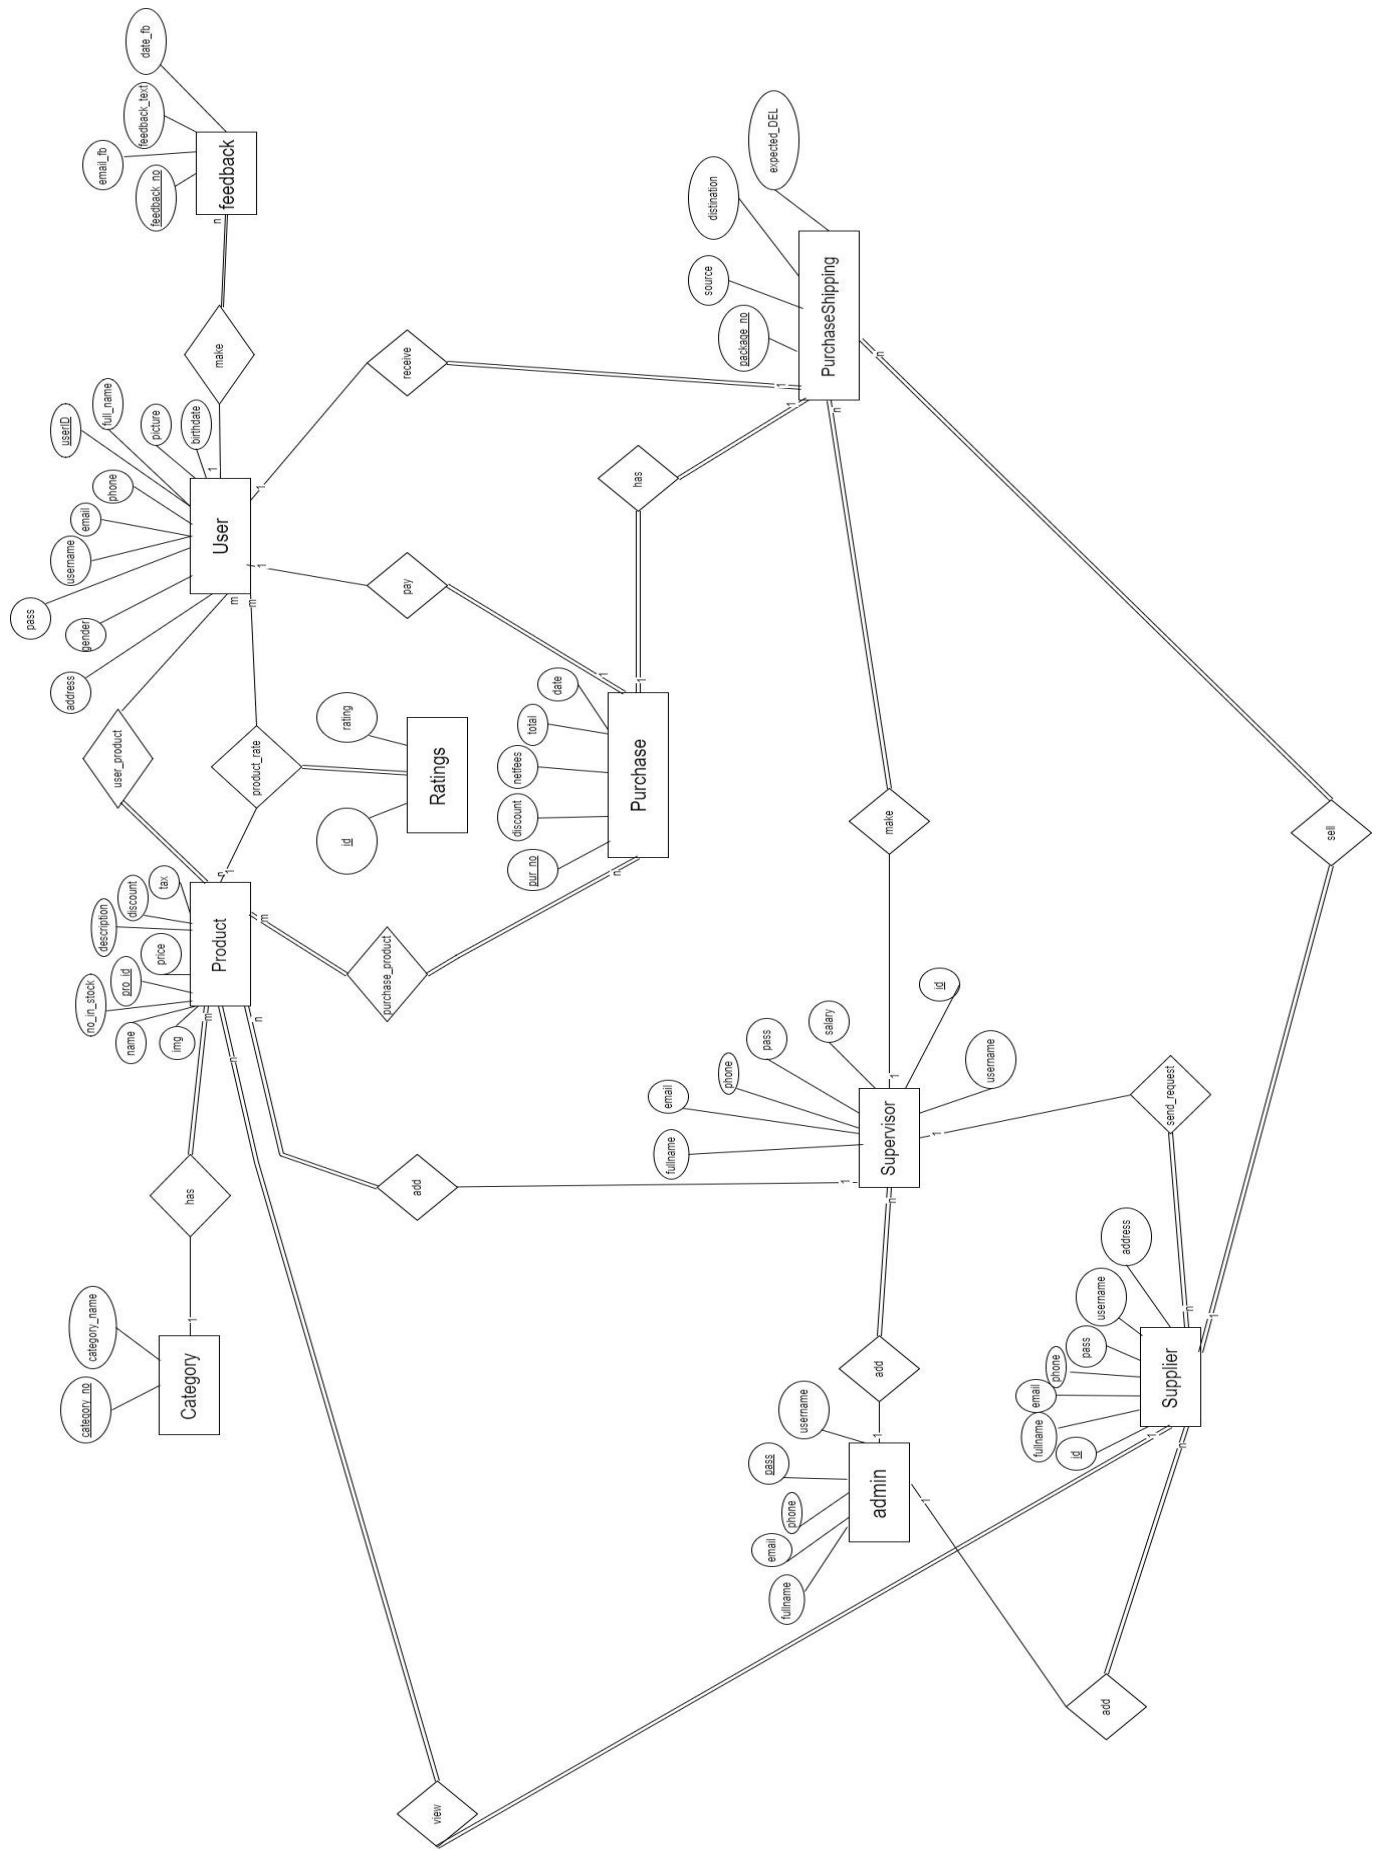 date_fb
feedback_text
email_fb
feedback_no
feedback
n
make
1
userID
full_name
picture
birthdate
phone
email
username
pass
gender
address
User
1
1
m
m
receive
pay
user_product
product_rate
rating
id
Ratings
expected_DEL
distination
source
package_no
PurchaseShipping
1
1
n
n
has
1
1
date
total
netfees
discount
pur_no
Purchase
n
purchase_product
m
n
1
tax
discount
description
price
pro_id
no_in_stock
name
img
Product
m
n
n
has
1
category_name
category_no
Category
add
view
make
1
id
salary
pass
phone
email
fullname
username
Supervisor
1
1
n
send_request
sell
add
1
username
pass
phone
email
fullname
admin
1
address
username
pass
phone
email
fullname
id
Supplier
n
1
1
n
add